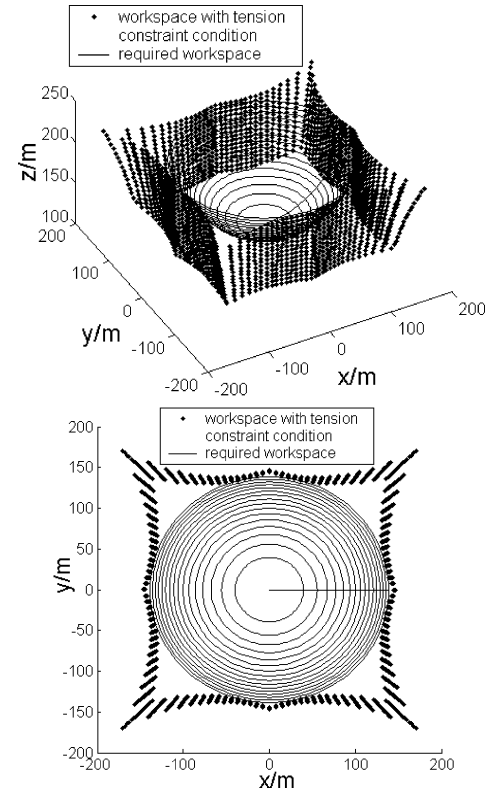 workspace with tension
constraint condition
required workspace
250
200
150
100
z/m
200
100
0
-100
-200
y/m
-200
-100
0
100
200
x/m
workspace with tension
constraint condition
required workspace
200
150
100
50
0
-50
-100
-150
-200
y/m
-200
-100
0
100
200
x/m